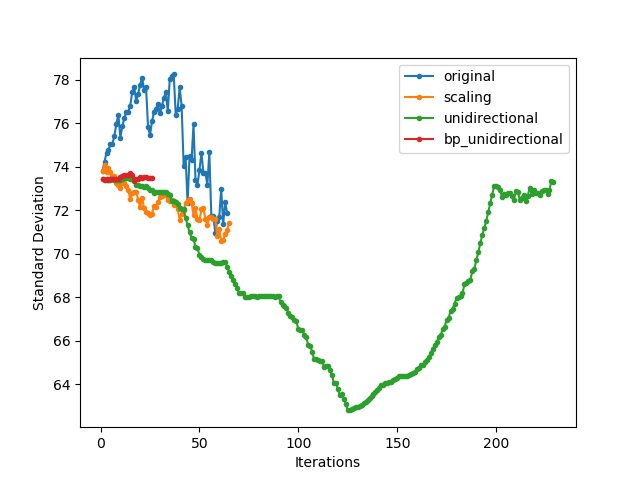 original
scaling
unidirectional
bp_unidirectional
78
76
74
72
70
68
66
64
Standard Deviation
0
50
100
150
200
Iterations